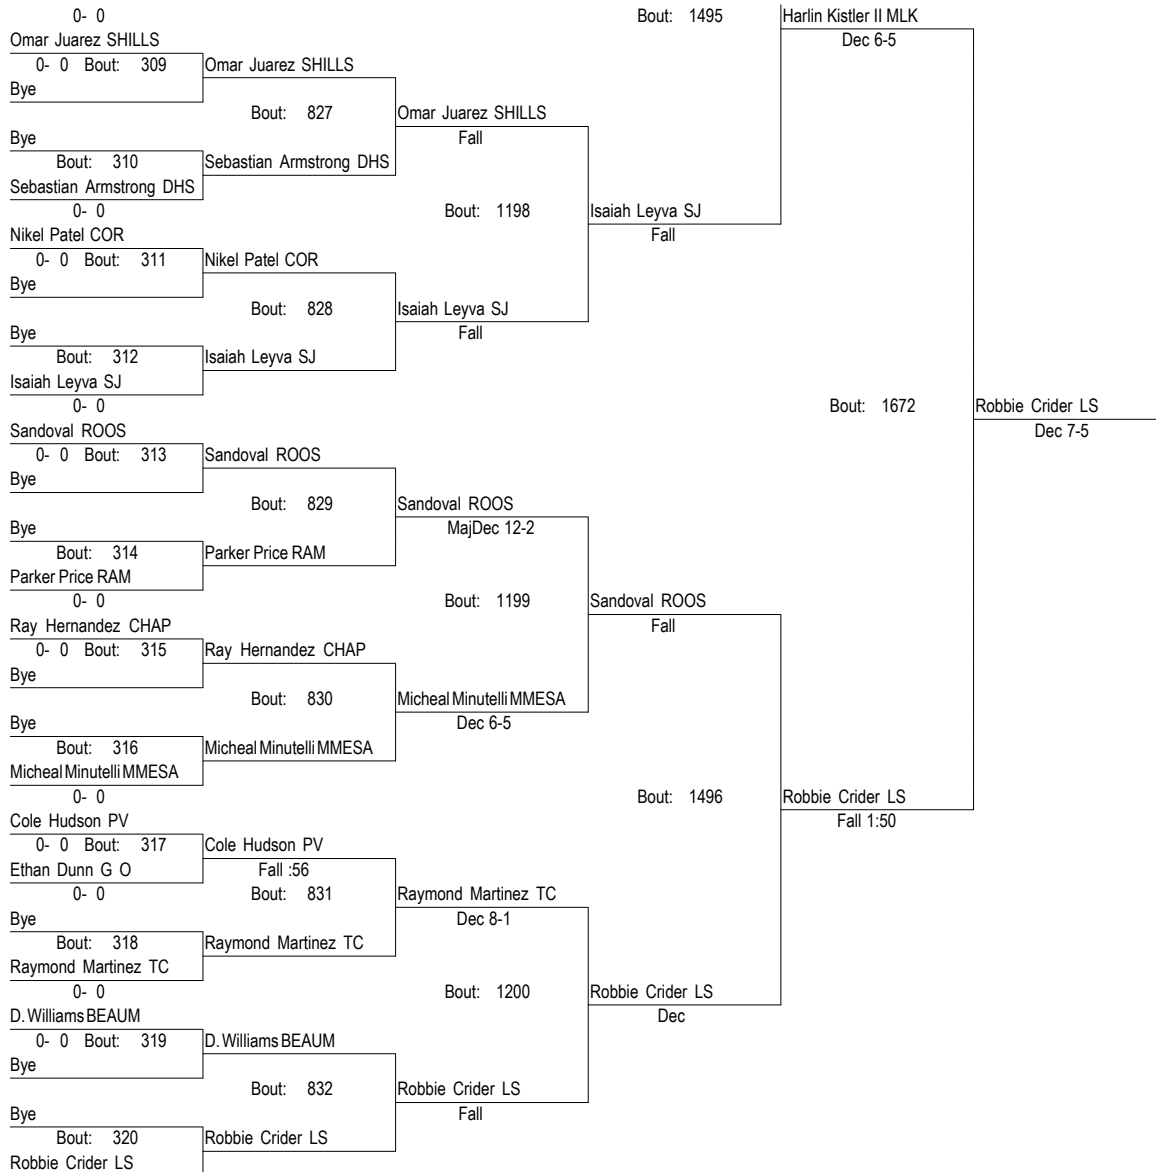 0- 0 Bout: 1495 Harlin Kistler II MLK
Omar Juarez SHILLS Dec 6-5
0- 0 Bout: 309 Omar Juarez SHILLS
Bye
Bout: 827 Omar Juarez SHILLS
Bye Fall
Bout: 310 Sebastian Armstrong DHS
Sebastian Armstrong DHS
0- 0 Bout: 1198 Isaiah Leyva SJ
Nikel Patel COR Fall
0- 0 Bout: 311 Nikel Patel COR
Bye
Bout: 828 Isaiah Leyva SJ
Bye Fall
Bout: 312 Isaiah Leyva SJ
Isaiah Leyva SJ
0- 0 Bout: 1672 Robbie Crider LS
Sandoval ROOS Dec 7-5
0- 0 Bout: 313 Sandoval ROOS
Bye
Bout: 829 Sandoval ROOS
Bye MajDec 12-2
Bout: 314 Parker Price RAM
Parker Price RAM
0- 0 Bout: 1199 Sandoval ROOS
Ray Hernandez CHAP Fall
0- 0 Bout: 315 Ray Hernandez CHAP
Bye
Bout: 830 Micheal Minutelli MMESA
Bye Dec 6-5
Bout: 316 Micheal Minutelli MMESA
Micheal Minutelli MMESA
0- 0 Bout: 1496 Robbie Crider LS
Cole Hudson PV Fall 1:50
0- 0 Bout: 317 Cole Hudson PV
Ethan Dunn G O Fall :56
0- 0 Bout: 831 Raymond Martinez TC
Bye Dec 8-1
Bout: 318 Raymond Martinez TC
Raymond Martinez TC
0- 0 Bout: 1200 Robbie Crider LS
D. Williams BEAUM Dec
0- 0 Bout: 319 D. Williams BEAUM
Bye
Bout: 832 Robbie Crider LS
Bye Fall
Bout: 320 Robbie Crider LS
Robbie Crider LS